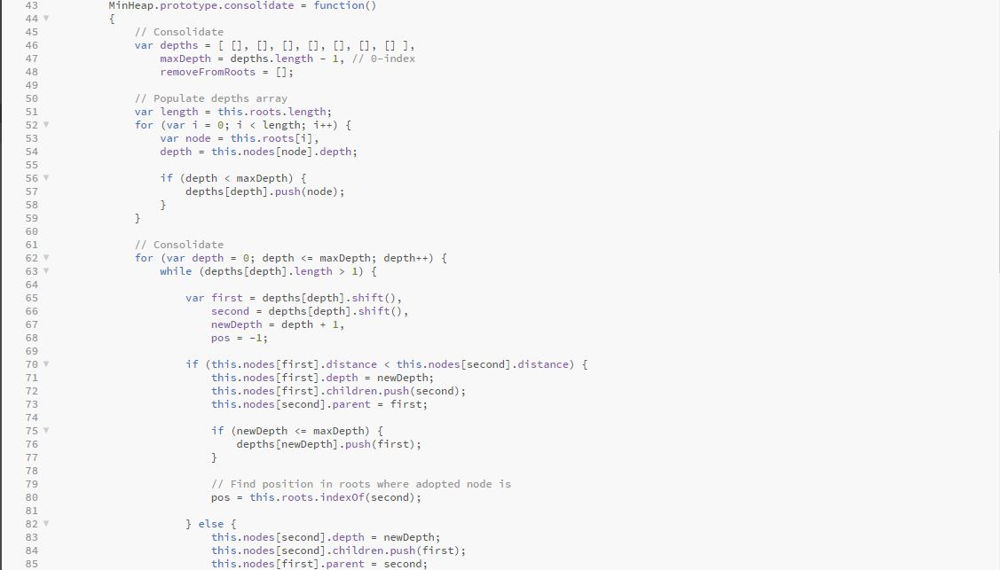 43 MinHeap.prototype.consolidate = function()
44 {
45 // Consolidate
46 var depths = [ [], [], [], [], [], [], [] ],
47 maxDepth = depths.length - 1, // 0-index
48 removeFromRoots = [];
49
50 // Populate depths array
51 var length = this.roots.length;
52 for (var i = 0; i < length; i++) {
53 var node = this.roots[i],
54 depth = this.nodes[node].depth;
55
56 if (depth < maxDepth) {
57 depths[depth].push(node);
58 }
59 }
60
61 // Consolidate
62 for (var depth = 0; depth <= maxDepth; depth++) {
63 while (depths[depth].length > 1) {
64
65 var first = depths[depth].shift(),
66 second = depths[depth].shift(),
67 newDepth = depth + 1,
68 pos = -1;
69
70 if (this.nodes[first].distance < this.nodes[second].distance) {
71 this.nodes[first].depth = newDepth;
72 this.nodes[first].children.push(second);
73 this.nodes[second].parent = first;
74
75 if (newDepth <= maxDepth) {
76 depths[newDepth].push(first);
77 }
78
79 // Find position in roots where adopted node is
80 pos = this.roots.indexOf(second);
81
82 } else {
83 this.nodes[second].depth = newDepth;
84 this.nodes[second].children.push(first);
85 this.nodes[first].parent = second;